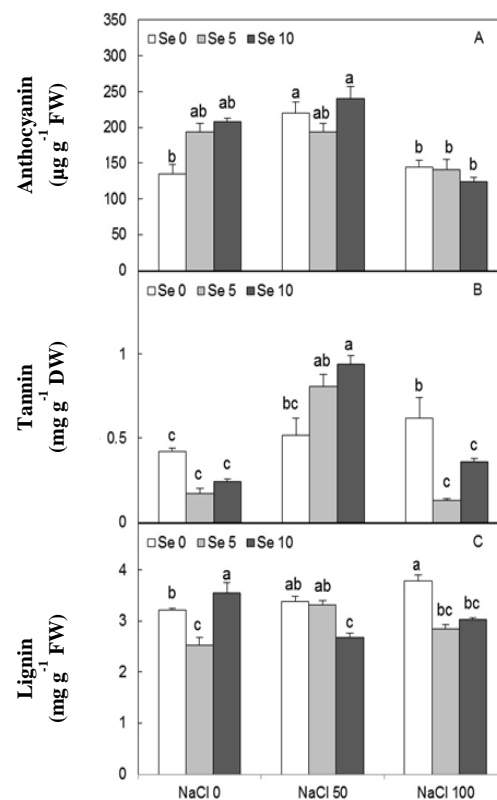 Anthocyanin
(µg g-1 FW)
Se 0 Se 5 Se 10 A
350
300
250
200
150
100
50
0
b ab ab a ab a b b b
Tannin
(mg g-1 DW)
Se 0 Se 5 Se 10 B
1
0.5
0
c c c bc ab a b c c
Lignin
(mg g-1 FW)
Se 0 Se 5 Se 10 C
4
3
2
1
0
b c a ab ab c a bc bc
NaCl 0 NaCl 50 NaCl 100